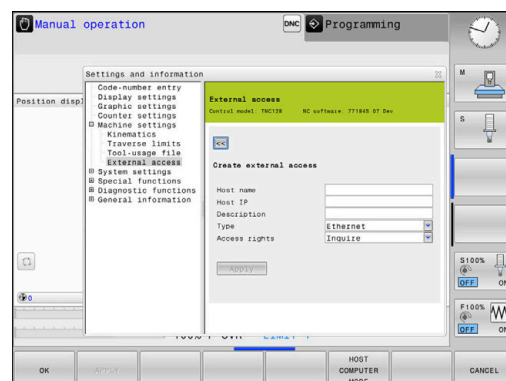 Manual operation
DNC
Programming
Settings and information
Position displ
Code-number entry
Display settings
Graphic settings
Counter settings
Machine settings
Kinematics
Traverse limits
Tool-usage file
External access
System settings
Special functions
Diagnostic functions
General information
External access
Control model: TNC128 NC software: 771845 07 Dev
<<
Create external access
Host name
Host IP
Description
Type Ethernet
Access rights Inquire
Apply
M
S
S100%
OFF ON
F100%
OFF ON
0
OK
APPLY
HOST
COMPUTER
MODE
CANCEL